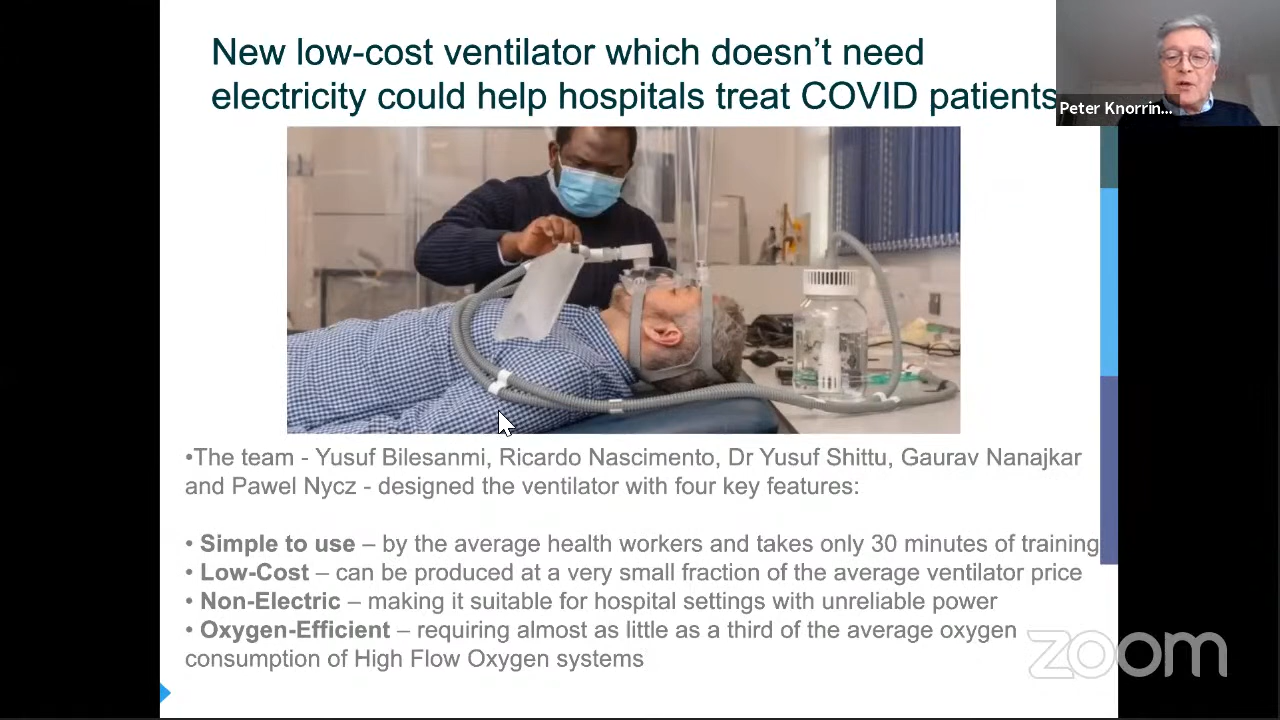 New low-cost ventilator which doesn't need
electricity could help hospitals treat COVID patients
Peter Knorrin...
•The team - Yusuf Bilesanmi, Ricardo Nascimento, Dr Yusuf Shittu, Gaurav Nanajkar
and Pawel Nycz - designed the ventilator with four key features:
• Simple to use – by the average health workers and takes only 30 minutes of training
• Low-Cost – can be produced at a very small fraction of the average ventilator price
• Non-Electric – making it suitable for hospital settings with unreliable power
• Oxygen-Efficient – requiring almost as little as a third of the average oxygen
consumption of High Flow Oxygen systems
zoom